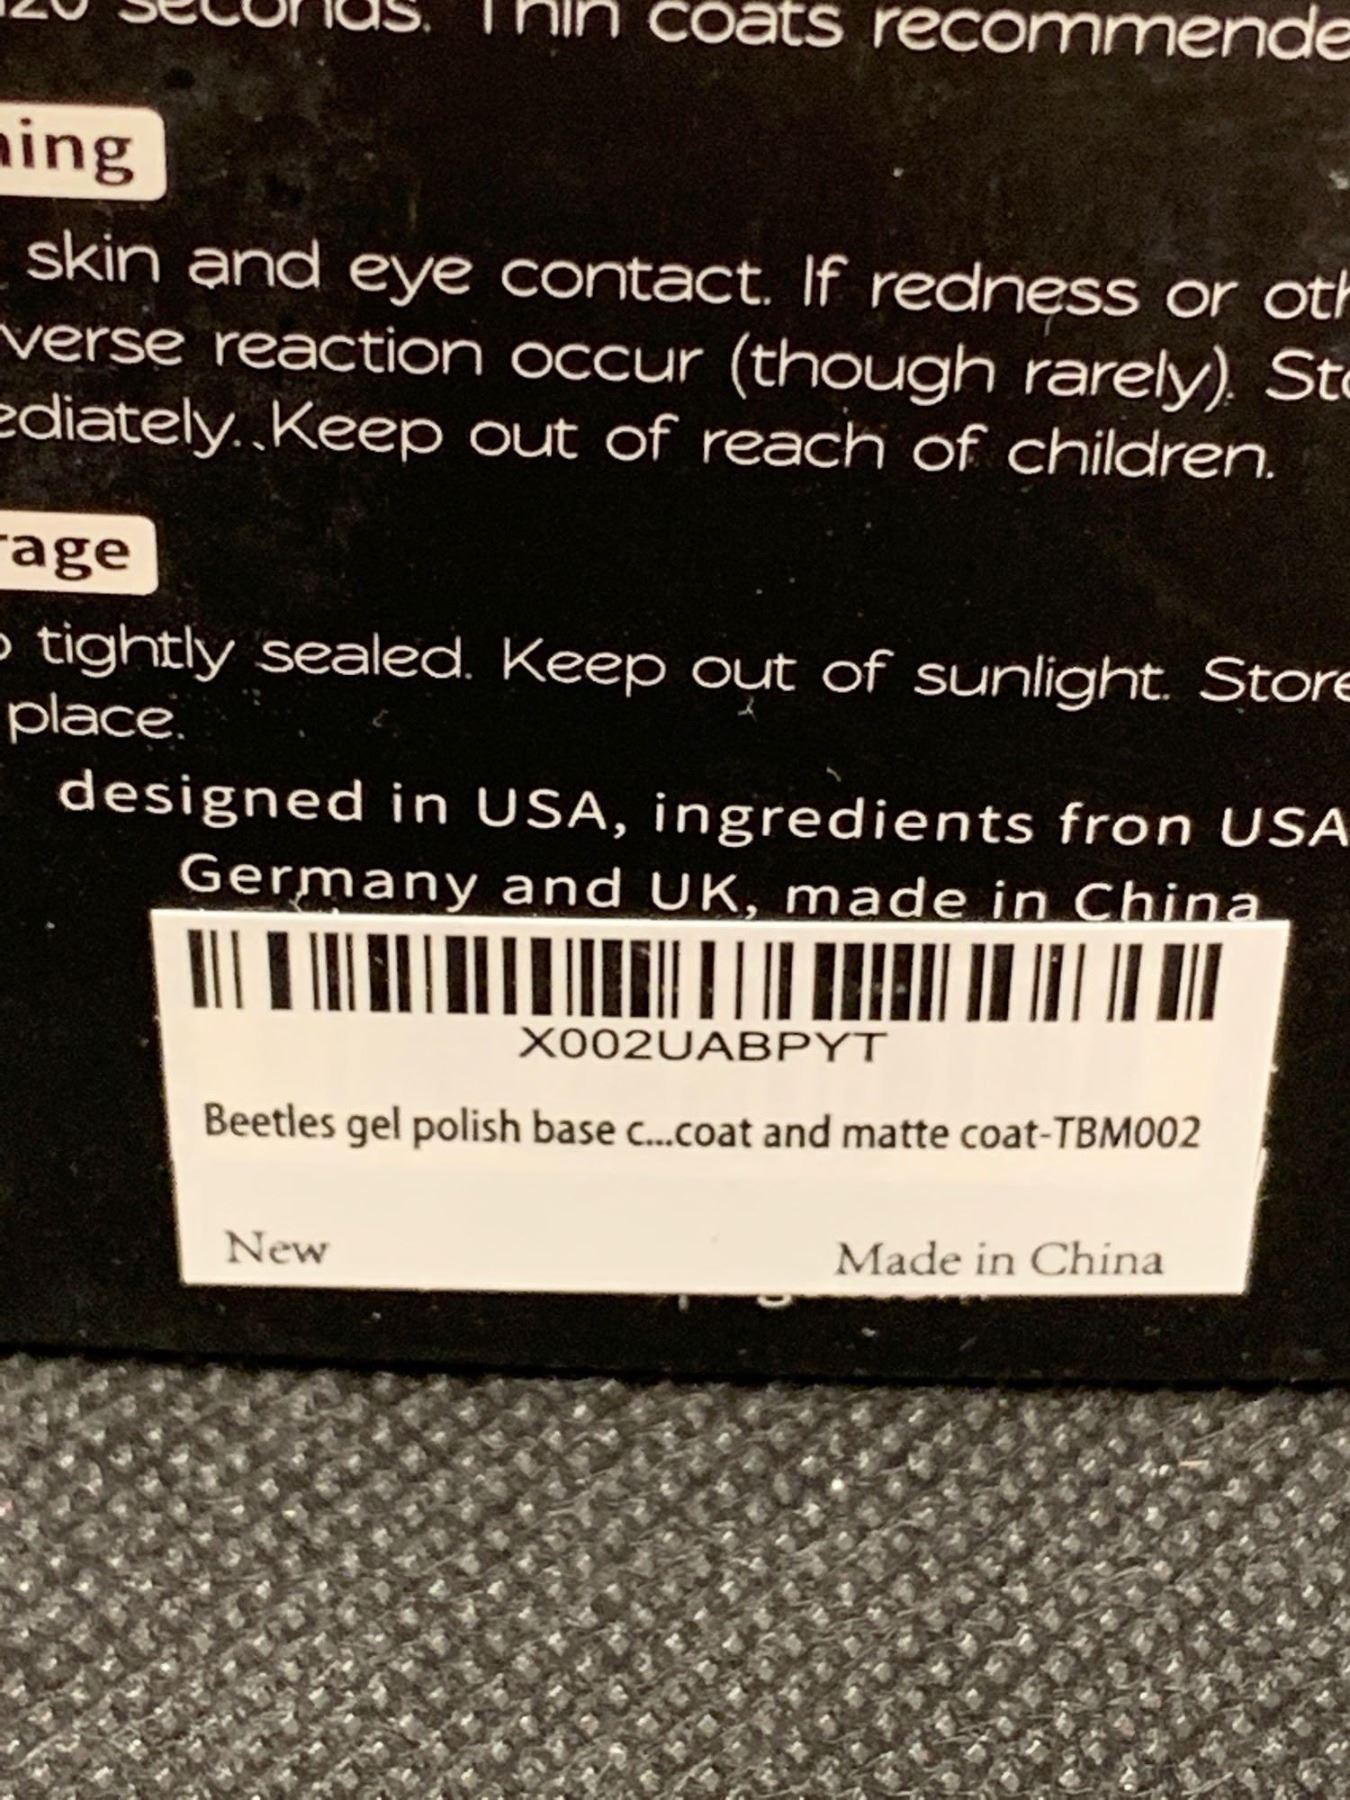 120 seconds. Thin coats recommende
ning
skin and eye contact. If redness or oth
verse reaction occur (though rarely). Sto
ediately. Keep out of reach of children.
rage
p tightly sealed. Keep out of sunlight. Store
place.
designed in USA, ingredients fron USA
Germany and UK, made in China
X002UABPYT
Beetles gel polish base c...coat and matte coat-TBM002
New
Made in China